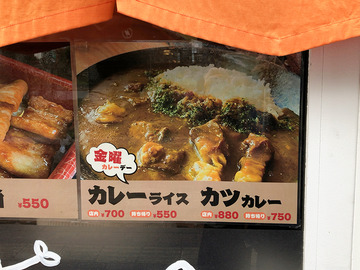 金曜
カレーデー
カレーライス カツカレー
店内 ¥700 持ち帰り ¥550 店内 ¥880 持ち帰り ¥750
¥550